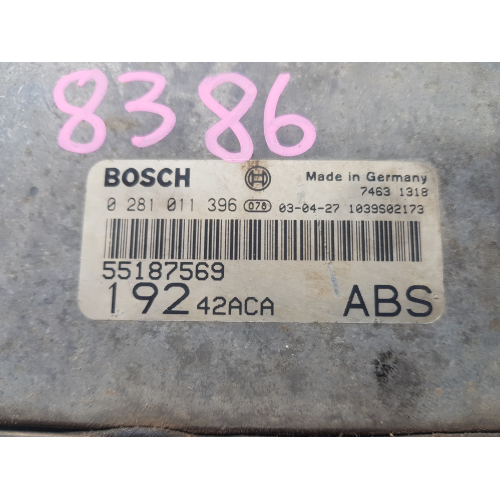 8386
BOSCH Made in Germany
7463 1318
0 281 011 396 078 03-04-27 1039S02173
55187569
192 42ACA ABS